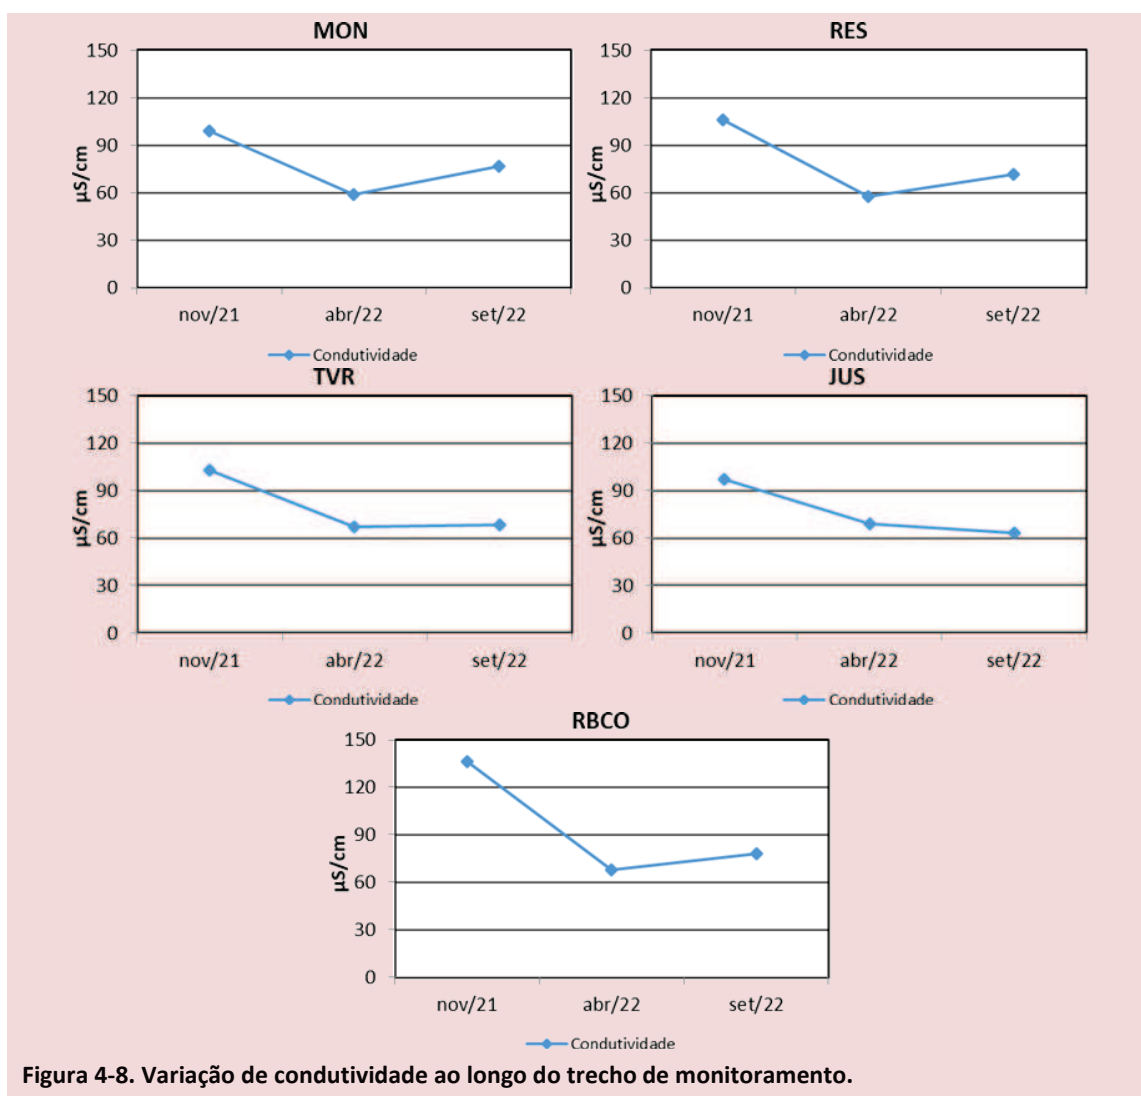 MON
150
120
90
60
30
0
µS/cm
nov/21 abr/22 set/22
Condutividade
RES
150
120
90
60
30
0
µS/cm
nov/21 abr/22 set/22
Condutividade
TVR
150
120
90
60
30
0
µS/cm
nov/21 abr/22 set/22
Condutividade
JUS
150
120
90
60
30
0
µS/cm
nov/21 abr/22 set/22
Condutividade
RBCO
150
120
90
60
30
0
µS/cm
nov/21 abr/22 set/22
Condutividade
Figura 4-8. Variação de condutividade ao longo do trecho de monitoramento.